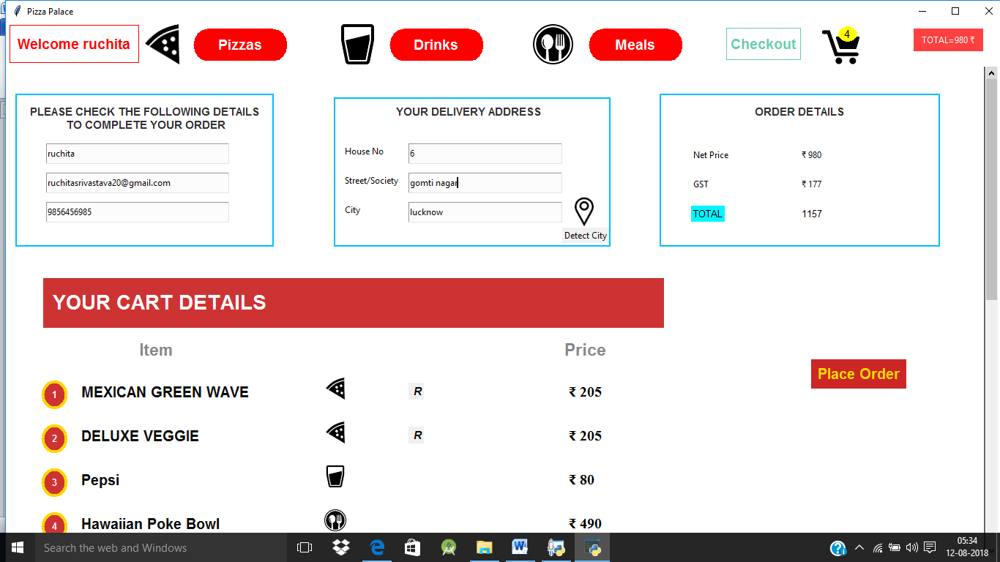 Pizza Palace
Welcome ruchita
Pizzas
Drinks
Meals
Checkout
4
TOTAL=980 ₹
PLEASE CHECK THE FOLLOWING DETAILS
TO COMPLETE YOUR ORDER
ruchita
ruchitasrivastava20@gmail.com
9856456985
YOUR DELIVERY ADDRESS
House No 6
Street/Society gomti nagar
City lucknow
Detect City
ORDER DETAILS
Net Price ₹ 980
GST ₹ 177
TOTAL 1157
YOUR CART DETAILS
Item Price
1 MEXICAN GREEN WAVE R ₹ 205
2 DELUXE VEGGIE R ₹ 205
3 Pepsi ₹ 80
4 Hawaiian Poke Bowl ₹ 490
Place Order
Search the web and Windows
05:34
12-08-2018